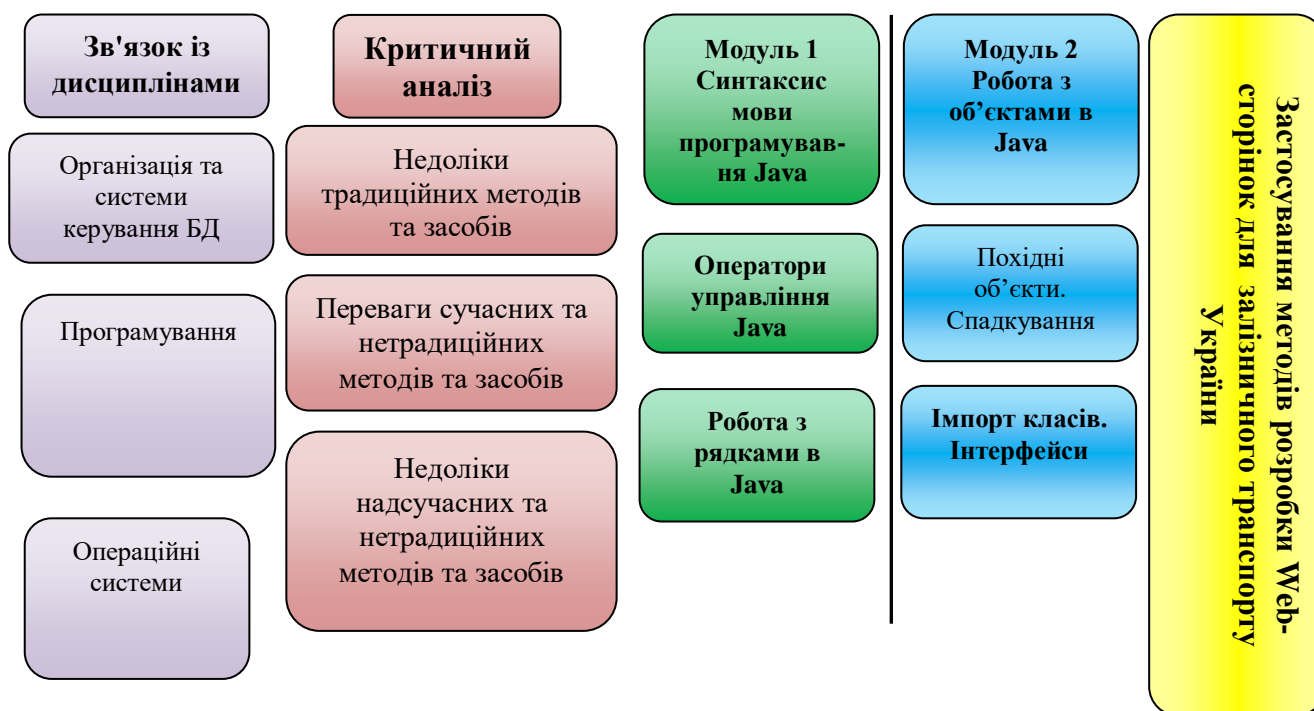 Зв'язок із
дисциплінами
Організація та
системи
керування БД
Програмування
Операційні
системи
Критичний
аналіз
Недоліки
традиційних методів
та засобів
Переваги сучасних та
нетрадиційних
методів та засобів
Недоліки
надсучасних та
нетрадиційних
методів та засобів
Модуль 1
Синтаксис
мови
програмуван-
ня Java
Оператори
управління
Java
Робота з
рядками в
Java
Модуль 2
Робота з
об’єктами в
Java
Похідні
об’єкти.
Спадкування
Імпорт класів.
Інтерфейси
Застосування методів розробки Web-
сторінок для залізничного транспорту
України